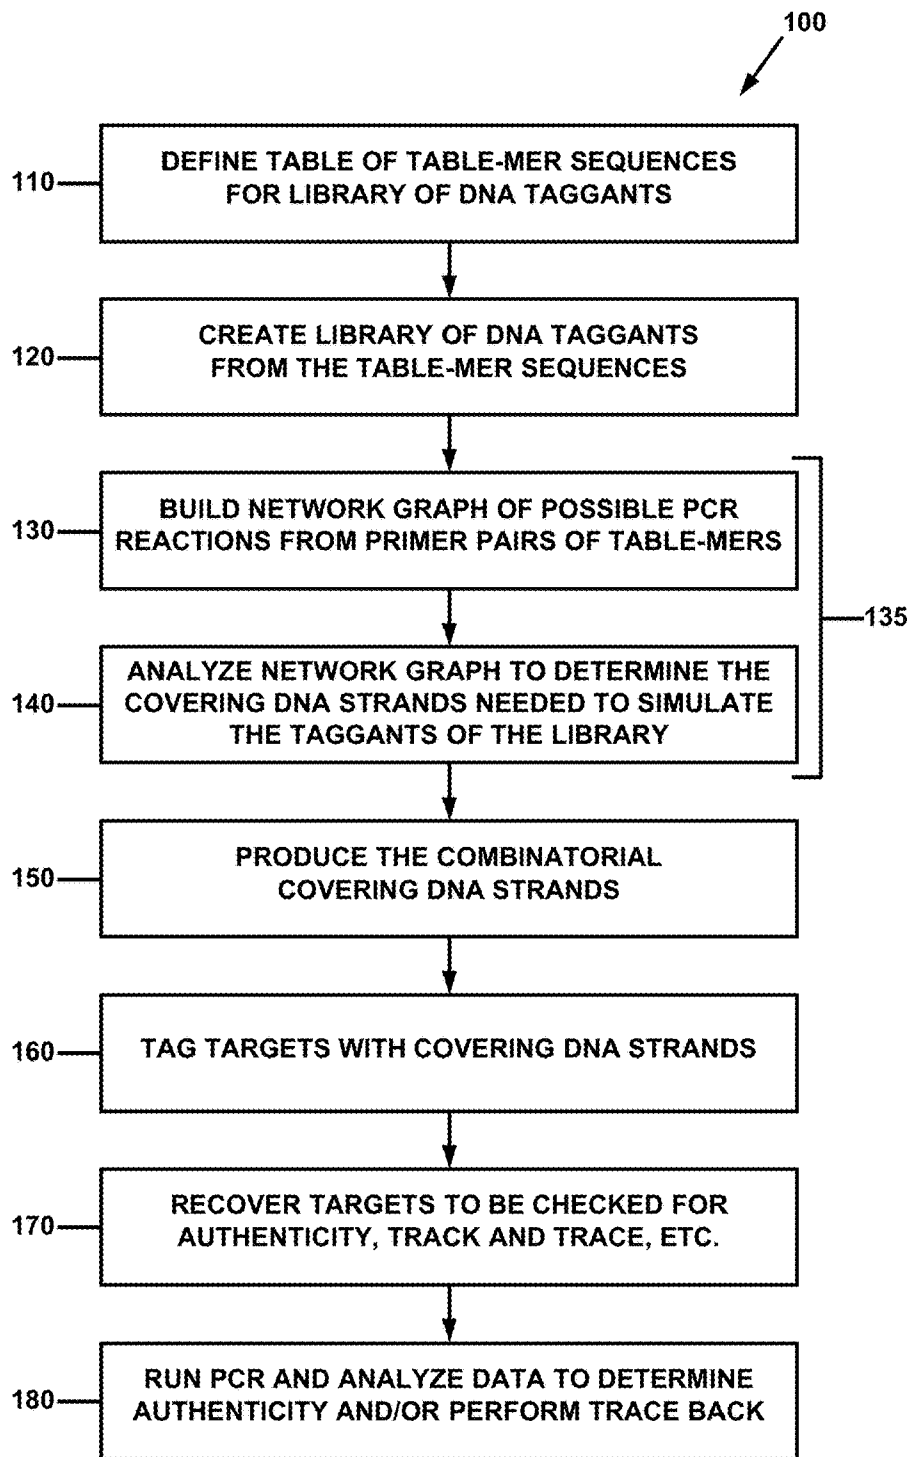 100
110
DEFINE TABLE OF TABLE-MER SEQUENCES
FOR LIBRARY OF DNA TAGGANTS
120
CREATE LIBRARY OF DNA TAGGANTS
FROM THE TABLE-MER SEQUENCES
130
BUILD NETWORK GRAPH OF POSSIBLE PCR
REACTIONS FROM PRIMER PAIRS OF TABLE-MERS
135
140
ANALYZE NETWORK GRAPH TO DETERMINE THE
COVERING DNA STRANDS NEEDED TO SIMULATE
THE TAGGANTS OF THE LIBRARY
150
PRODUCE THE COMBINATORIAL
COVERING DNA STRANDS
160
TAG TARGETS WITH COVERING DNA STRANDS
170
RECOVER TARGETS TO BE CHECKED FOR
AUTHENTICITY, TRACK AND TRACE, ETC.
180
RUN PCR AND ANALYZE DATA TO DETERMINE
AUTHENTICITY AND/OR PERFORM TRACE BACK